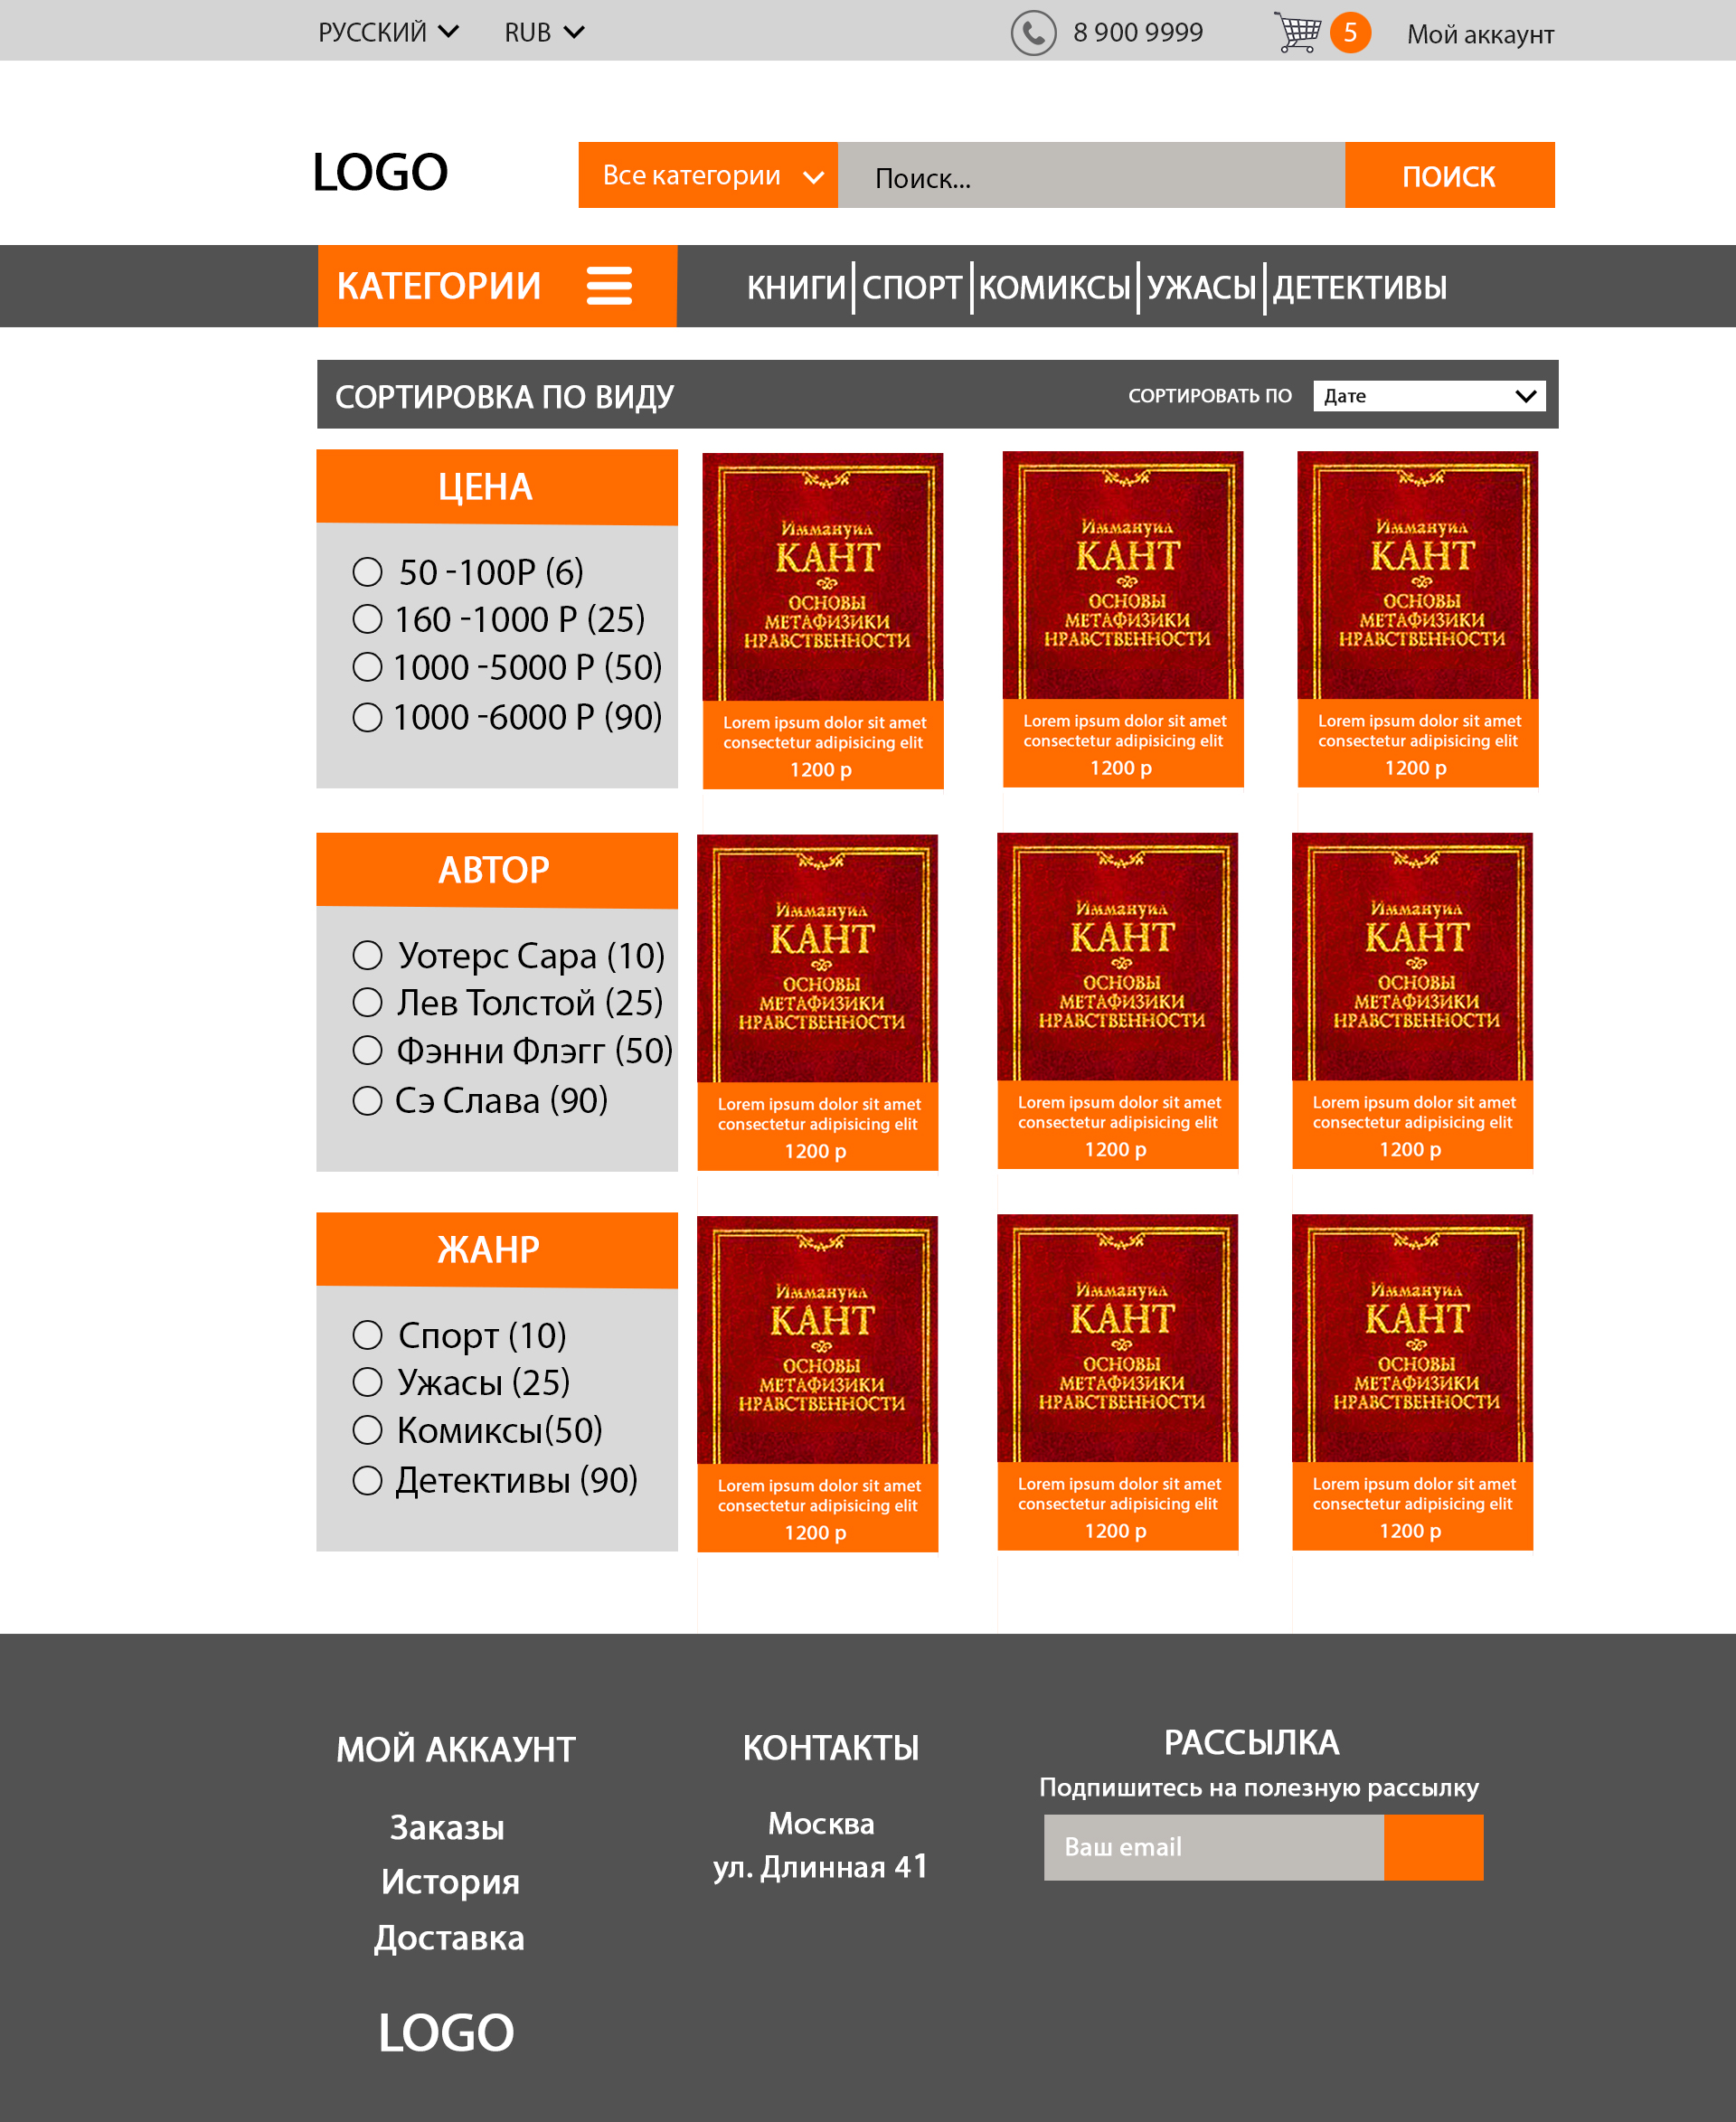 РУССКИЙ
RUB
8 900 9999
5
Мой аккаунт
LOGO
Все категории
Поиск...
ПОИСК
КАТЕГОРИИ
КНИГИ
СПОРТ
КОМИКСЫ
УЖАСЫ
ДЕТЕКТИВЫ
СОРТИРОВКА ПО ВИДУ
СОРТИРОВАТЬ ПО
Дате
ЦЕНА
50 -100Р (6)
160 -1000 Р (25)
1000 -5000 Р (50)
1000 -6000 Р (90)
Иммануил
КАНТ
ОСНОВЫ
МЕТАФИЗИКИ
НРАВСТВЕННОСТИ
Lorem ipsum dolor sit amet
consectetur adipisicing elit
1200 р
Иммануил
КАНТ
ОСНОВЫ
МЕТАФИЗИКИ
НРАВСТВЕННОСТИ
Lorem ipsum dolor sit amet
consectetur adipisicing elit
1200 р
Иммануил
КАНТ
ОСНОВЫ
МЕТАФИЗИКИ
НРАВСТВЕННОСТИ
Lorem ipsum dolor sit amet
consectetur adipisicing elit
1200 р
АВТОР
Уотерс Сара (10)
Лев Толстой (25)
Фэнни Флэгг (50)
Сэ Слава (90)
Иммануил
КАНТ
ОСНОВЫ
МЕТАФИЗИКИ
НРАВСТВЕННОСТИ
Lorem ipsum dolor sit amet
consectetur adipisicing elit
1200 р
Иммануил
КАНТ
ОСНОВЫ
МЕТАФИЗИКИ
НРАВСТВЕННОСТИ
Lorem ipsum dolor sit amet
consectetur adipisicing elit
1200 р
Иммануил
КАНТ
ОСНОВЫ
МЕТАФИЗИКИ
НРАВСТВЕННОСТИ
Lorem ipsum dolor sit amet
consectetur adipisicing elit
1200 р
ЖАНР
Спорт (10)
Ужасы (25)
Комиксы(50)
Детективы (90)
Иммануил
КАНТ
ОСНОВЫ
МЕТАФИЗИКИ
НРАВСТВЕННОСТИ
Lorem ipsum dolor sit amet
consectetur adipisicing elit
1200 р
Иммануил
КАНТ
ОСНОВЫ
МЕТАФИЗИКИ
НРАВСТВЕННОСТИ
Lorem ipsum dolor sit amet
consectetur adipisicing elit
1200 р
Иммануил
КАНТ
ОСНОВЫ
МЕТАФИЗИКИ
НРАВСТВЕННОСТИ
Lorem ipsum dolor sit amet
consectetur adipisicing elit
1200 р
МОЙ АККАУНТ
Заказы
История
Доставка
LOGO
КОНТАКТЫ
Москва
ул. Длинная 41
РАССЫЛКА
Подпишитесь на полезную рассылку
Ваш email